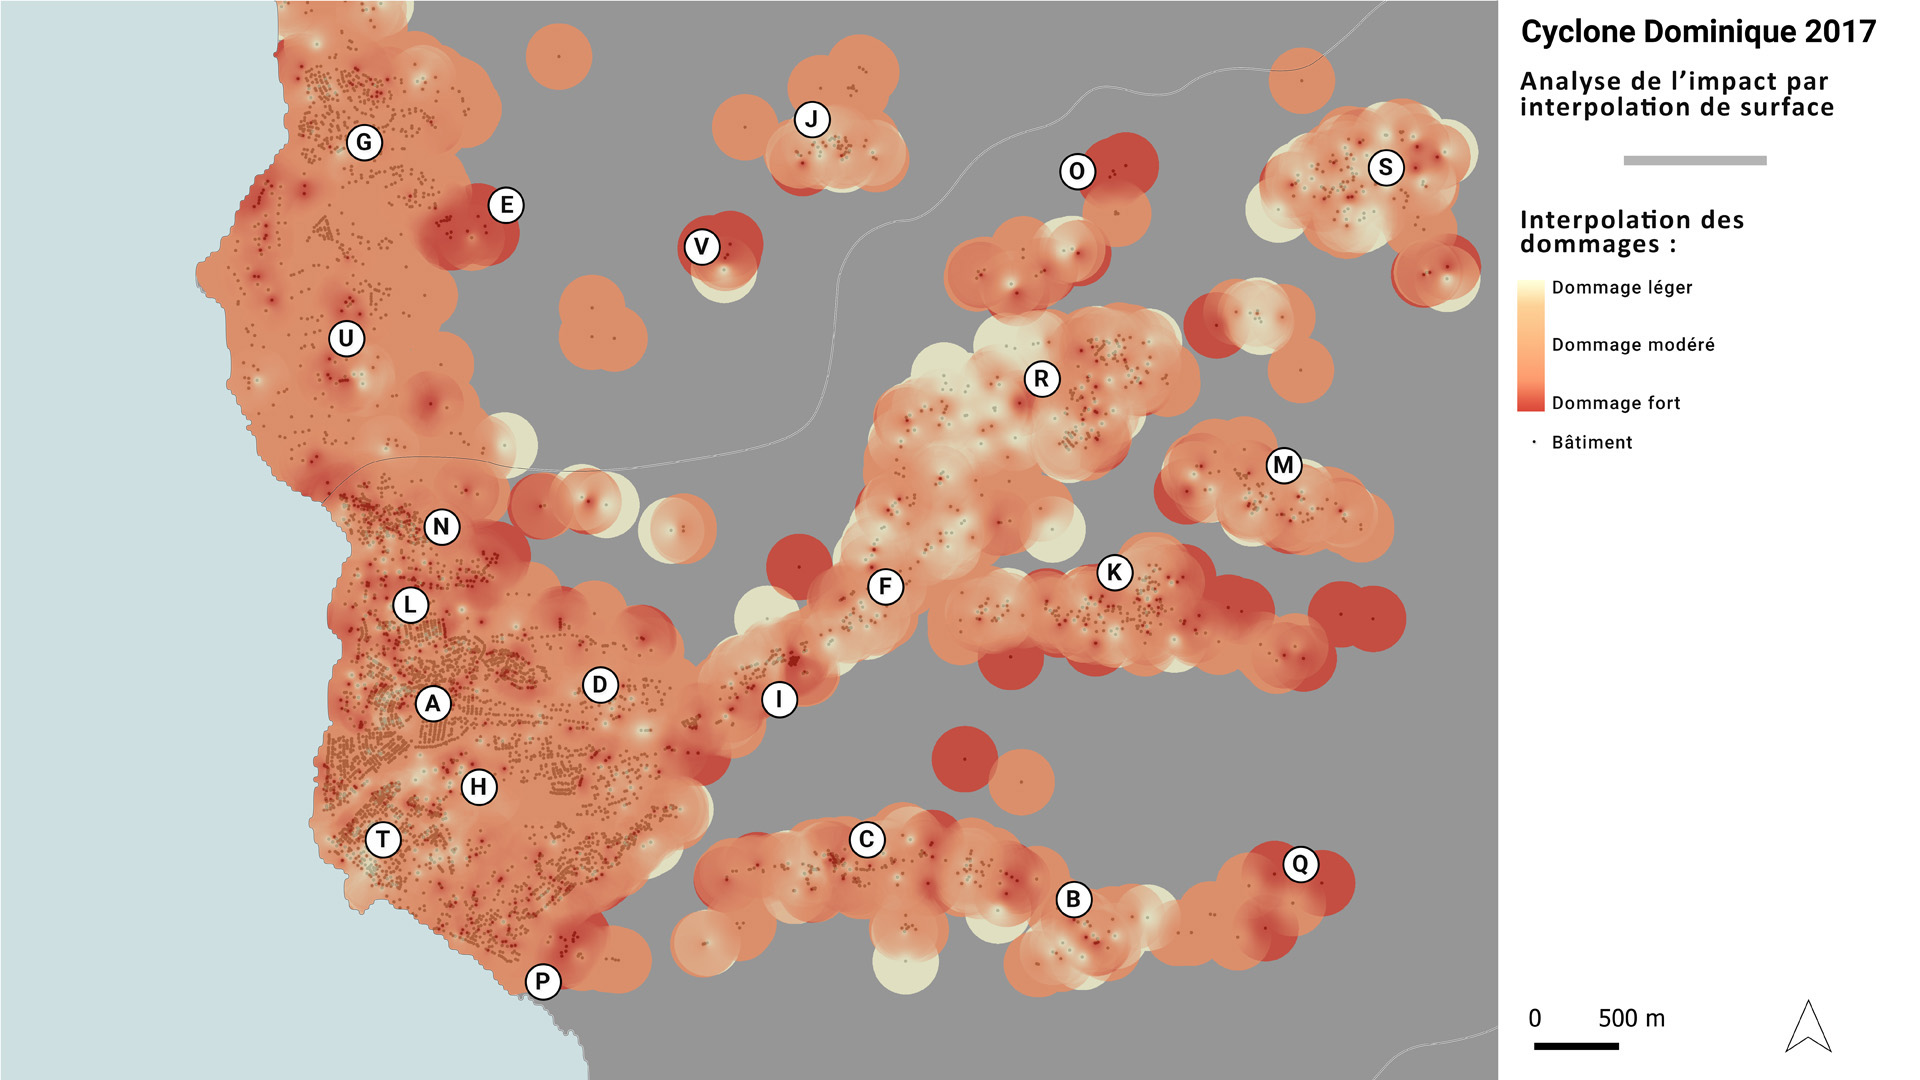 Cyclone Dominique 2017
Analyse de l’impact par
interpolation de surface
Interpolation des
dommages :
Dommage léger
Dommage modéré
Dommage fort
Bâtiment
0 500 m
J
G
O
S
E
V
U
R
M
N
K
F
L
D
I
A
H
T
C
Q
B
P